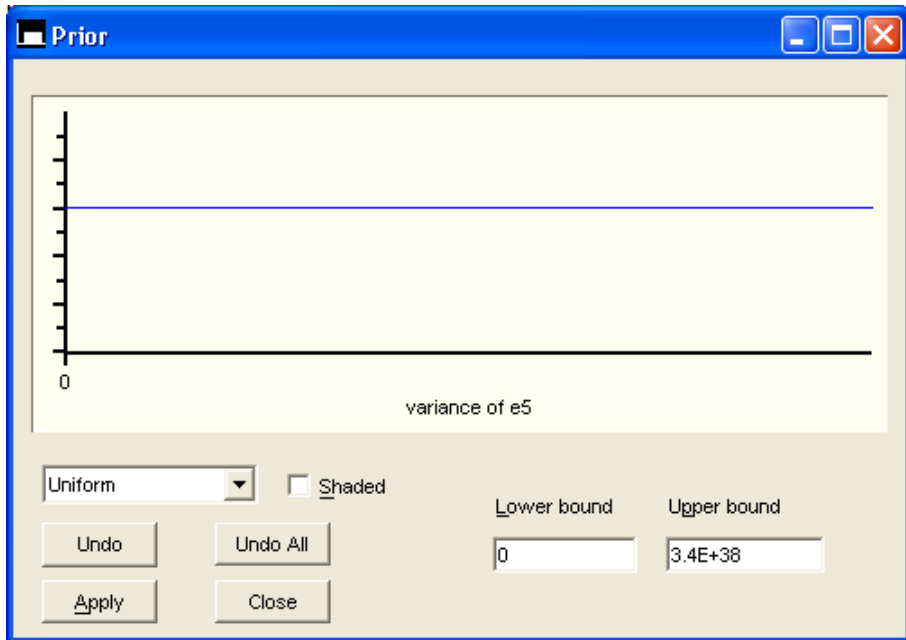 Prior
0
variance of e5
Uniform
Shaded
Lower bound
Upper bound
Undo
Undo All
0
3.4E+38
Apply
Close